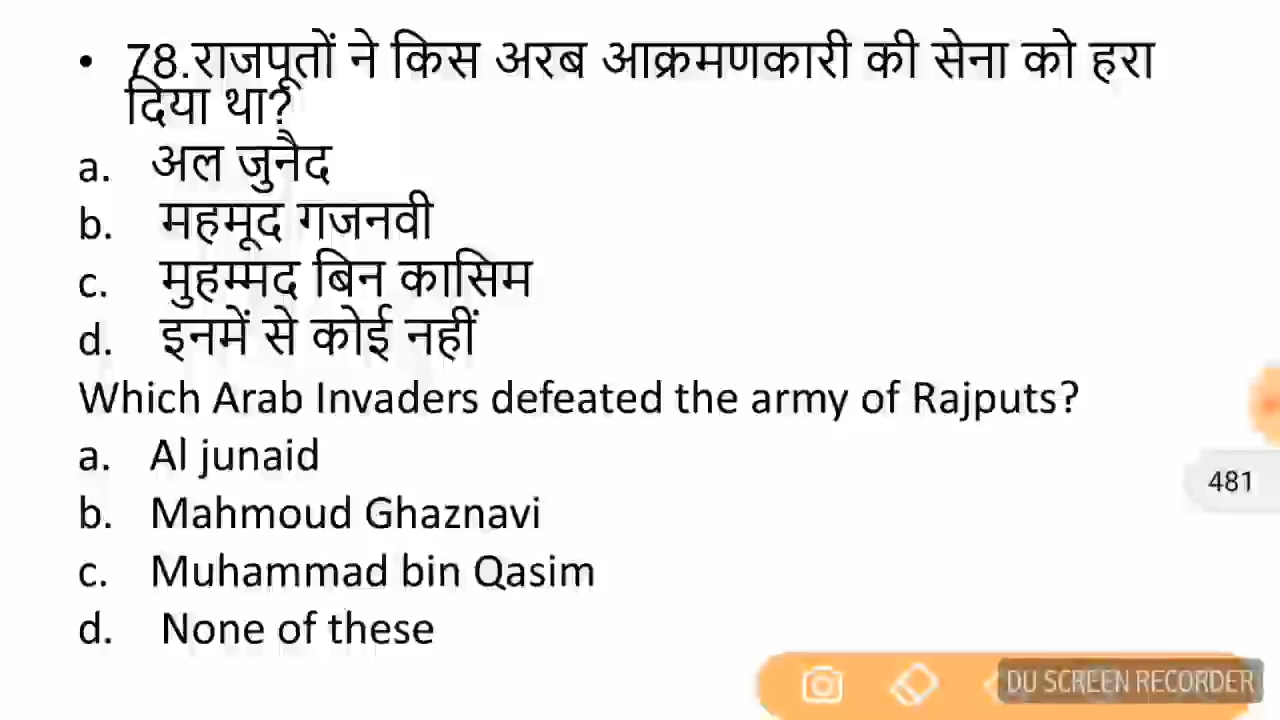 • 78.राजपूतों ने किस अरब आक्रमणकारी की सेना को हरा
दिया था?
a. अल जुनैद
b. महमूद गजनवी
c. मुहम्मद बिन कासिम
d. इनमें से कोई नहीं
Which Arab Invaders defeated the army of Rajputs?
a. Al junaid
481
b. Mahmoud Ghaznavi
c. Muhammad bin Qasim
d. None of these
DU SCREEN RECORDER